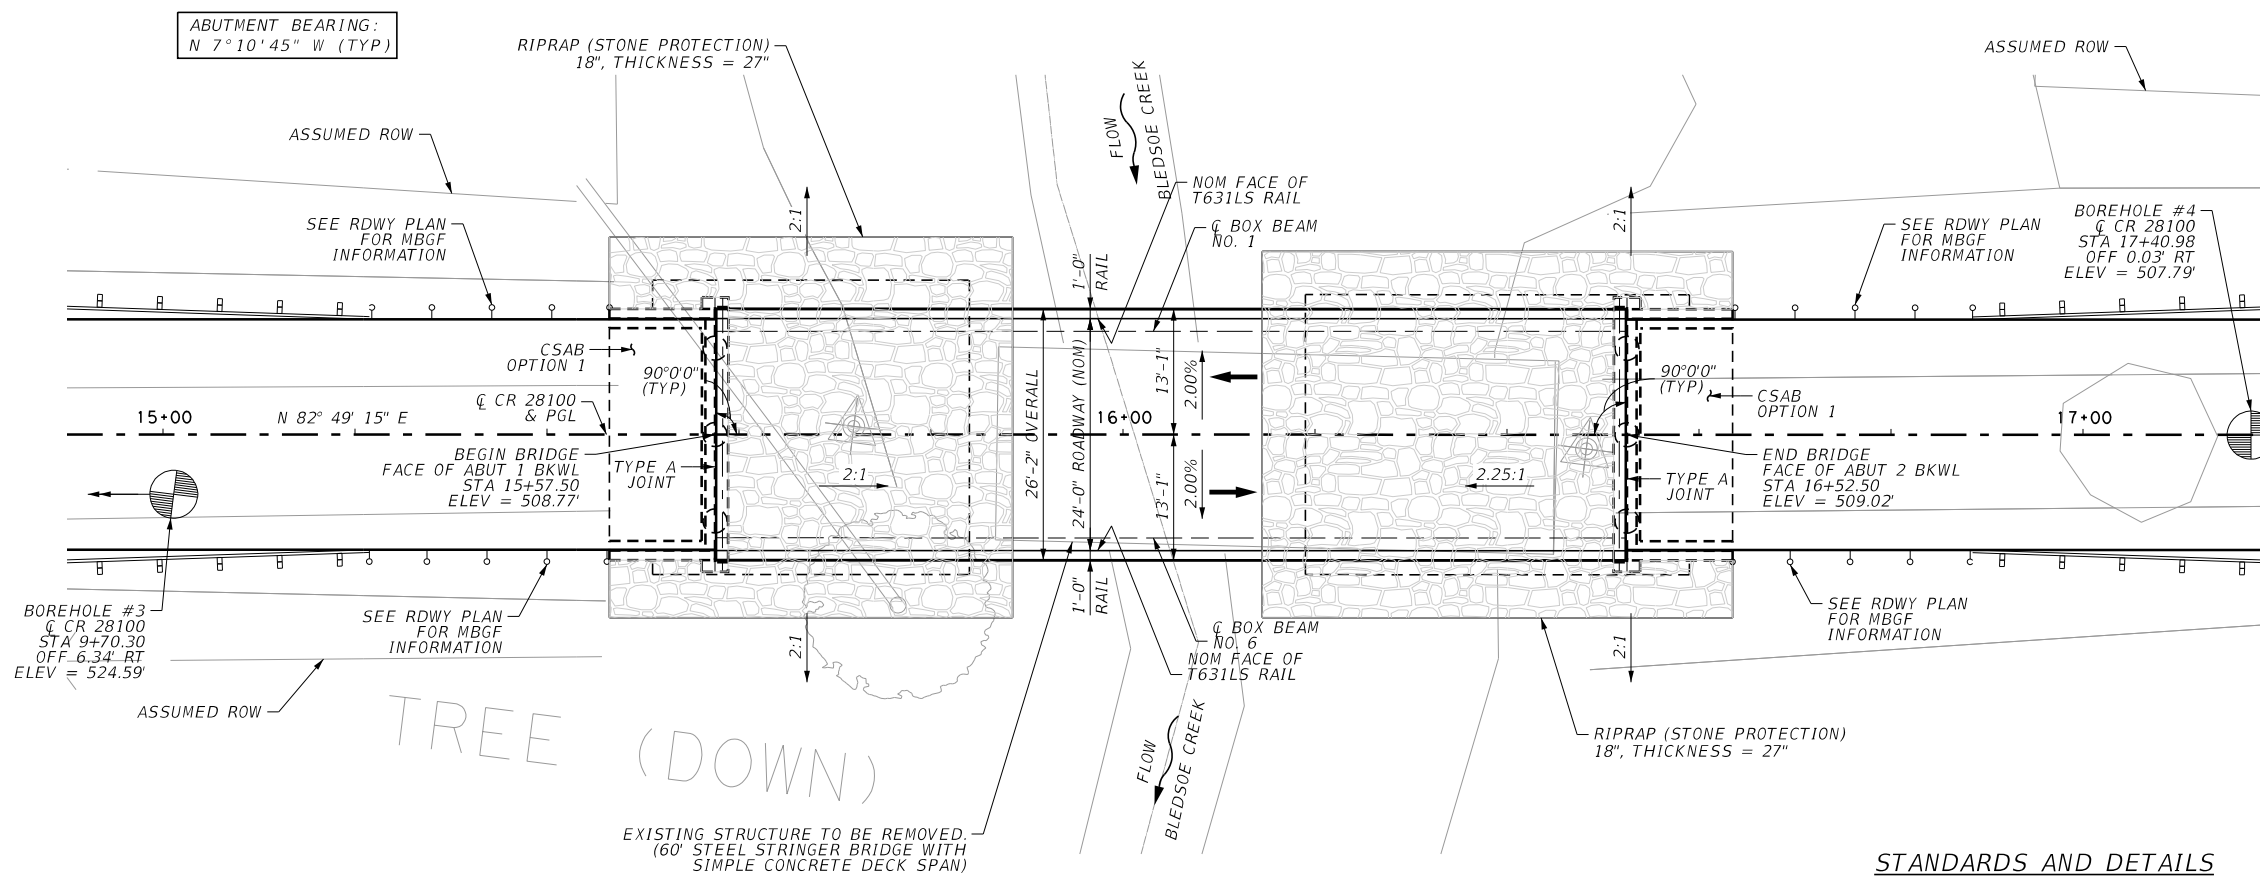 ABUTMENT BEARING:
N 7°10'45" W (TYP)
RIPRAP (STONE PROTECTION)
18", THICKNESS = 27"
ASSUMED ROW
ASSUMED ROW
FLOW
BLEDSOE CREEK
SEE RDWY PLAN
FOR MBGF
INFORMATION
2:1
1'-0"
RAIL
NOM FACE OF
T631LS RAIL
℄ BOX BEAM
NO. 1
2:1
SEE RDWY PLAN
FOR MBGF
INFORMATION
BOREHOLE #4
℄ CR 28100
STA 17+40.98
OFF 0.03' RT
ELEV = 507.79'
CSAB
OPTION 1
90°0'0"
(TYP)
℄ CR 28100
& PGL
15+00
N 82° 49' 15" E
BEGIN BRIDGE
FACE OF ABUT 1 BKWL
STA 15+57.50
ELEV = 508.77'
TYPE A
JOINT
2:1
26'-2" OVERALL
24'-0" ROADWAY (NOM)
13'-1"
2.00%
16+00
13'-1"
2.00%
2.25:1
90°0'0"
(TYP)
CSAB
OPTION 1
17+00
END BRIDGE
FACE OF ABUT 2 BKWL
STA 16+52.50
ELEV = 509.02'
TYPE A
JOINT
BOREHOLE #3
℄ CR 28100
STA 9+70.30
OFF 6.34' RT
ELEV = 524.59'
SEE RDWY PLAN
FOR MBGF
INFORMATION
2:1
1'-0"
RAIL
℄ BOX BEAM
NO. 6
NOM FACE OF
T631LS RAIL
2:1
SEE RDWY PLAN
FOR MBGF
INFORMATION
ASSUMED ROW
TREE (DOWN)
FLOW
BLEDSOE CREEK
RIPRAP (STONE PROTECTION)
18", THICKNESS = 27"
EXISTING STRUCTURE TO BE REMOVED.
(60' STEEL STRINGER BRIDGE WITH
SIMPLE CONCRETE DECK SPAN)
STANDARDS AND DETAILS